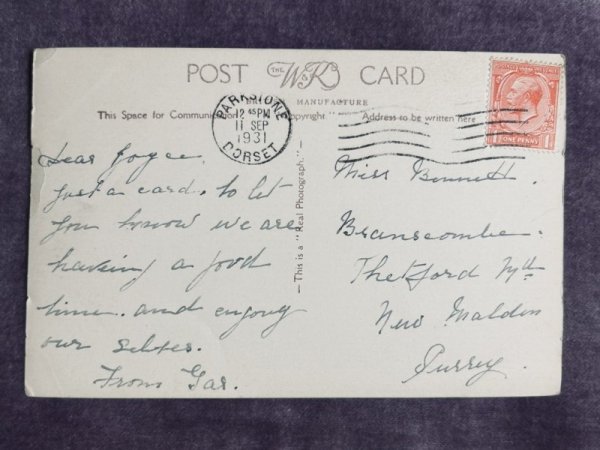 POST THE W&K CARD
MANUFACTURE
This Space for Communication Copyright Address to be written here
PARKSTONE
12 45 PM
11 SEP
1931
DORSET
ONE PENNY
— This is a "Real Photograph." —
Dear Joyce.
just a card. to let
you know we are
having a good
time. and enjoy
our selves.
From Gar.
Miss Bennett.
Branscombe.
Thetford
New Malden
Surrey.